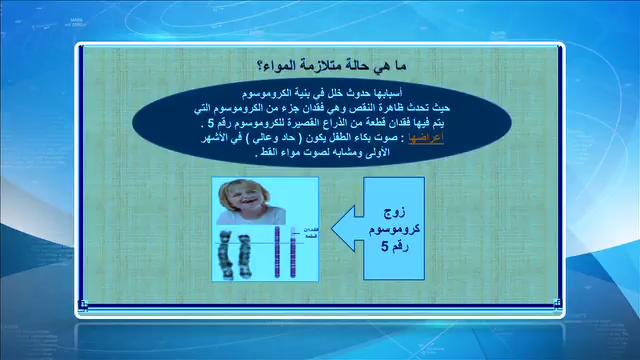 ما هي حالة متلازمة المواء؟
أسبابها حدوث خلل في بنية الكروموسوم
حيث تحدث ظاهرة النقص وهي فقدان جزء من الكروموسوم التي
يتم فيها فقدان قطعة من الذراع القصيرة للكروموسوم رقم 5 .
أعراضها : صوت بكاء الطفل يكون ( حاد وعالي ) في الأشهر
الأولى ومشابه لصوت مواء القط .
زوج
كروموسوم
رقم 5
فقدان
القطعة